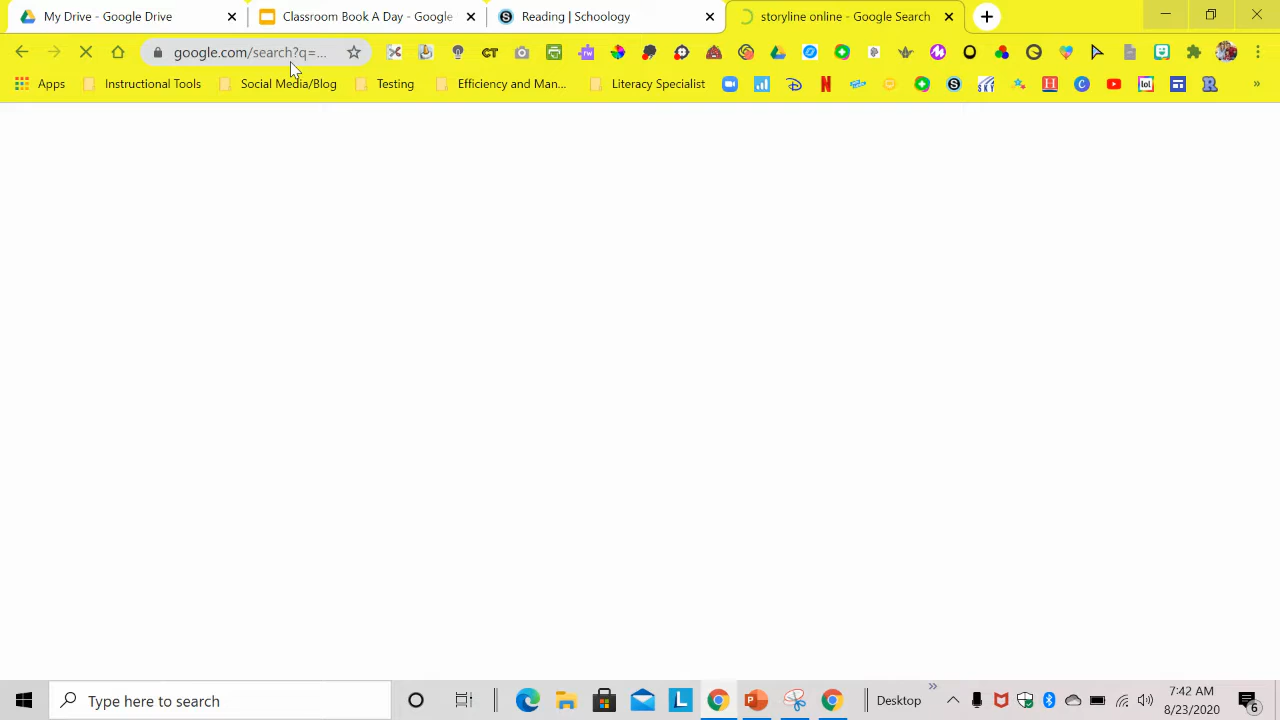 My Drive - Google Drive
Classroom Book A Day - Google
Reading | Schoology
storyline online - Google Search
google.com/search?q=...
Apps
Instructional Tools
Social Media/Blog
Testing
Efficiency and Man...
Literacy Specialist
Type here to search
Desktop
7:42 AM
8/23/2020